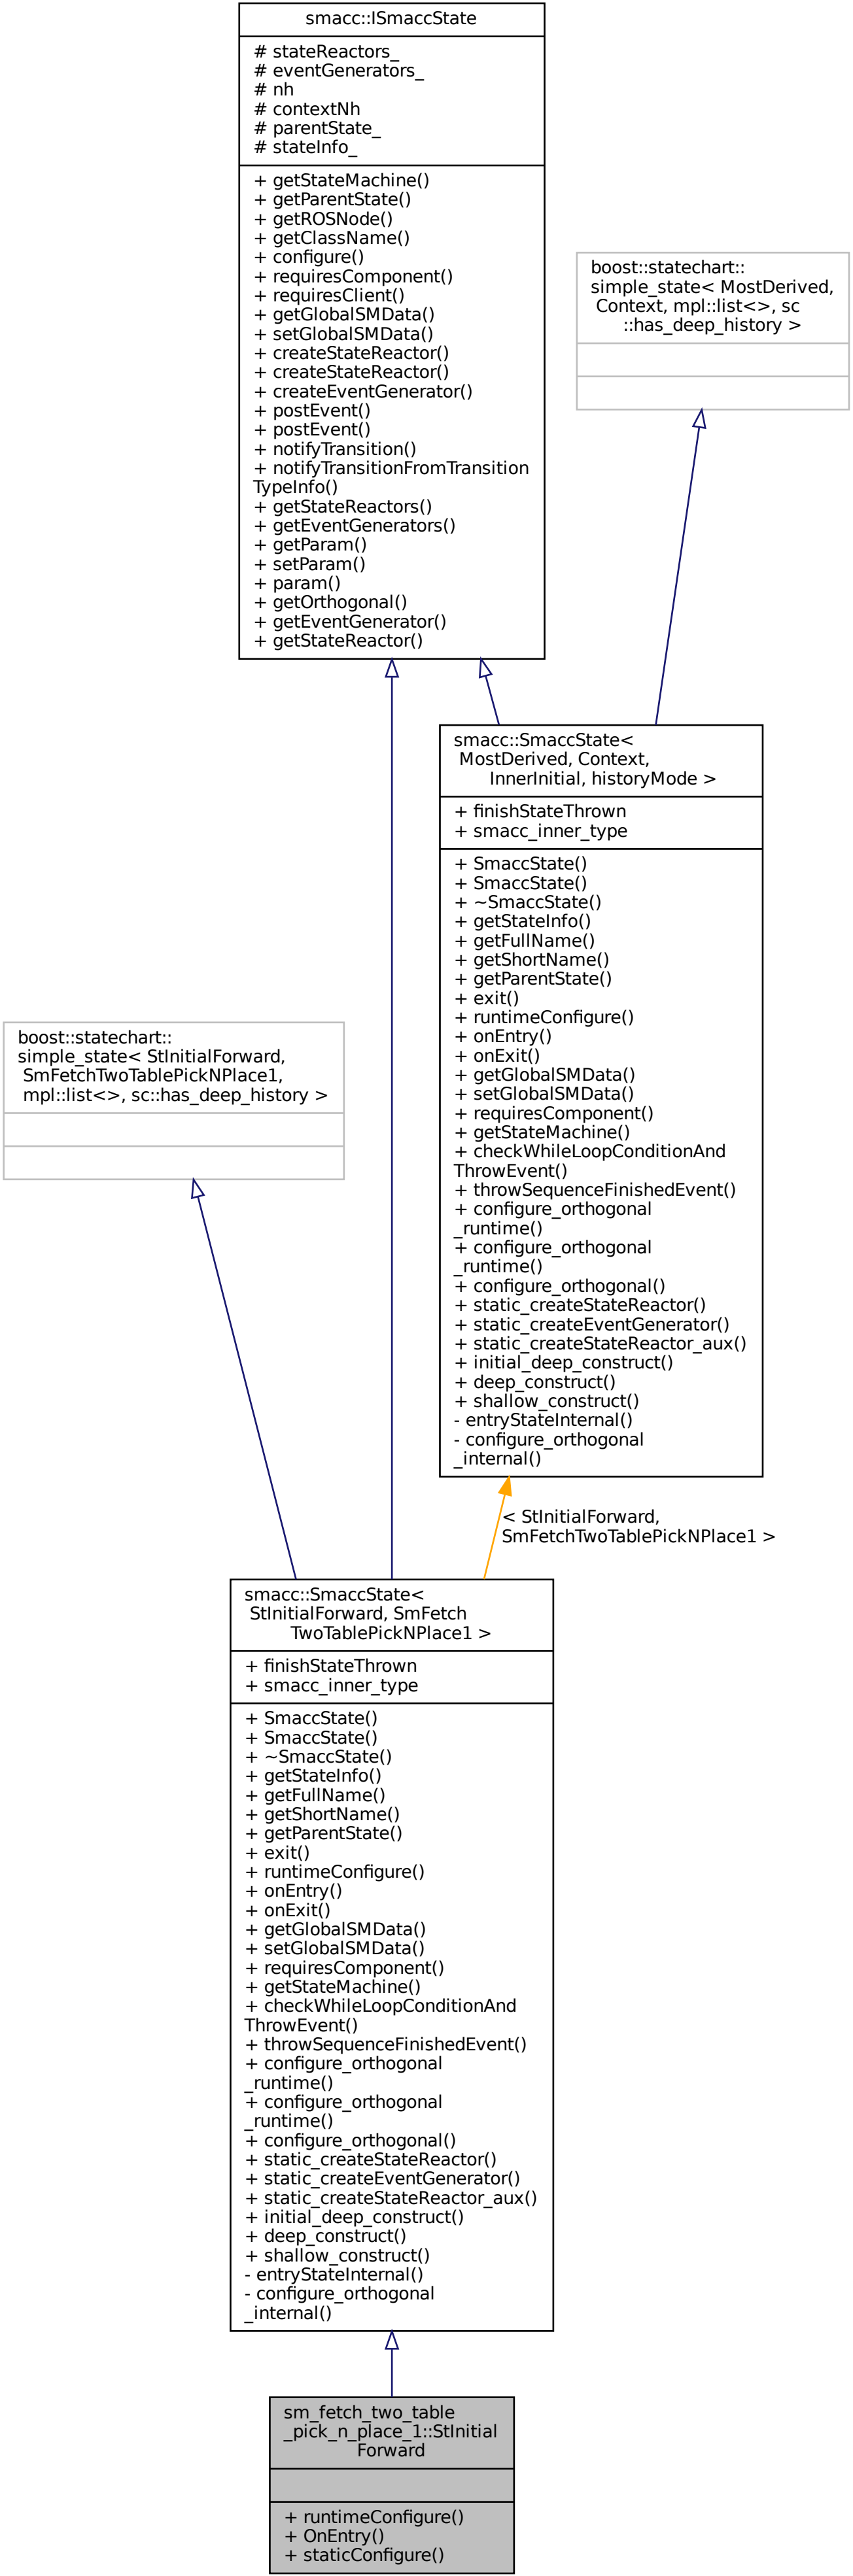 smacc::ISmaccState
# stateReactors_
# eventGenerators_
# nh
# contextNh
# parentState_
# stateInfo_
+ getStateMachine()
+ getParentState()
+ getROSNode()
+ getClassName()
+ configure()
+ requiresComponent()
+ requiresClient()
+ getGlobalSMData()
+ setGlobalSMData()
+ createStateReactor()
+ createStateReactor()
+ createEventGenerator()
+ postEvent()
+ postEvent()
+ notifyTransition()
+ notifyTransitionFromTransition
TypeInfo()
+ getStateReactors()
+ getEventGenerators()
+ getParam()
+ setParam()
+ param()
+ getOrthogonal()
+ getEventGenerator()
+ getStateReactor()
boost::statechart::
simple_state< MostDerived,
Context, mpl::list<>, sc
::has_deep_history >
smacc::SmaccState<
MostDerived, Context,
InnerInitial, historyMode >
+ finishStateThrown
+ smacc_inner_type
+ SmaccState()
+ SmaccState()
+ ~SmaccState()
+ getStateInfo()
+ getFullName()
+ getShortName()
+ getParentState()
+ exit()
+ runtimeConfigure()
+ onEntry()
+ onExit()
+ getGlobalSMData()
+ setGlobalSMData()
+ requiresComponent()
+ getStateMachine()
+ checkWhileLoopConditionAnd
ThrowEvent()
+ throwSequenceFinishedEvent()
+ configure_orthogonal
_runtime()
+ configure_orthogonal
_runtime()
+ configure_orthogonal()
+ static_createStateReactor()
+ static_createEventGenerator()
+ static_createStateReactor_aux()
+ initial_deep_construct()
+ deep_construct()
+ shallow_construct()
- entryStateInternal()
- configure_orthogonal
_internal()
boost::statechart::
simple_state< StInitialForward,
SmFetchTwoTablePickNPlace1,
mpl::list<>, sc::has_deep_history >
< StInitialForward,
SmFetchTwoTablePickNPlace1 >
smacc::SmaccState<
StInitialForward, SmFetch
TwoTablePickNPlace1 >
+ finishStateThrown
+ smacc_inner_type
+ SmaccState()
+ SmaccState()
+ ~SmaccState()
+ getStateInfo()
+ getFullName()
+ getShortName()
+ getParentState()
+ exit()
+ runtimeConfigure()
+ onEntry()
+ onExit()
+ getGlobalSMData()
+ setGlobalSMData()
+ requiresComponent()
+ getStateMachine()
+ checkWhileLoopConditionAnd
ThrowEvent()
+ throwSequenceFinishedEvent()
+ configure_orthogonal
_runtime()
+ configure_orthogonal
_runtime()
+ configure_orthogonal()
+ static_createStateReactor()
+ static_createEventGenerator()
+ static_createStateReactor_aux()
+ initial_deep_construct()
+ deep_construct()
+ shallow_construct()
- entryStateInternal()
- configure_orthogonal
_internal()
sm_fetch_two_table
_pick_n_place_1::StInitial
Forward
+ runtimeConfigure()
+ OnEntry()
+ staticConfigure()